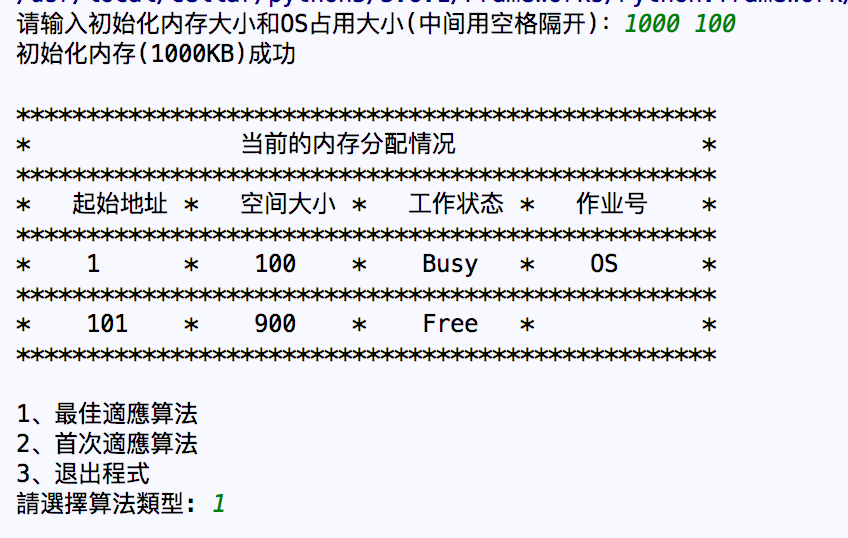 请输入初始化内存大小和OS占用大小(中间用空格隔开): 1000 100
初始化内存(1000KB)成功
**************************************************
* 当前的内存分配情况 *
**************************************************
* 起始地址 * 空间大小 * 工作状态 * 作业号 *
**************************************************
* 1 * 100 * Busy * OS *
**************************************************
* 101 * 900 * Free * *
**************************************************
1、最佳適應算法
2、首次適應算法
3、退出程式
請選擇算法類型: 1